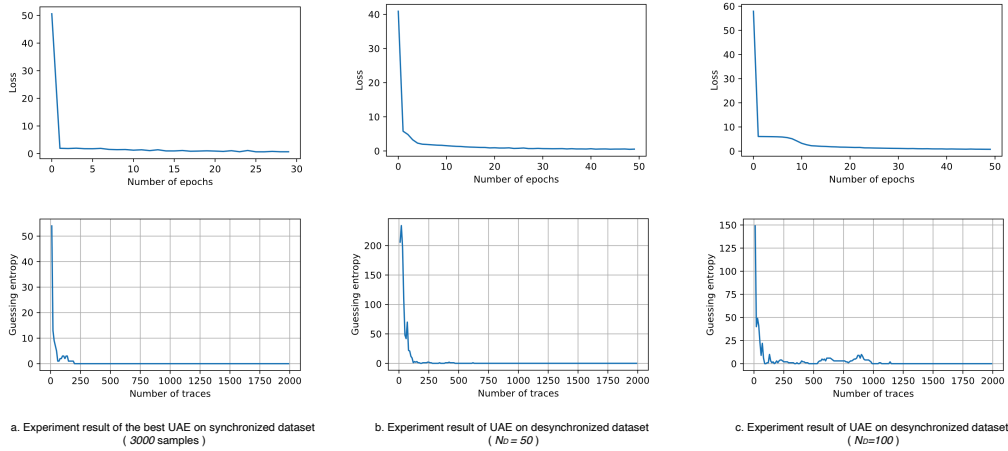 50
40
30
20
10
0
Loss
0 5 10 15 20 25 30
Number of epochs
40
30
20
10
0
Loss
0 10 20 30 40 50
Number of epochs
60
50
40
30
20
10
0
Loss
0 10 20 30 40 50
Number of epochs
50
40
30
20
10
0
Guessing entropy
0 250 500 750 1000 1250 1500 1750 2000
Number of traces
200
150
100
50
0
Guessing entropy
0 250 500 750 1000 1250 1500 1750 2000
Number of traces
150
125
100
75
50
25
0
Guessing entropy
0 250 500 750 1000 1250 1500 1750 2000
Number of traces
a. Experiment result of the best UAE on synchronized dataset
( 3000 samples )
b. Experiment result of UAE on desynchronized dataset
( ND = 50 )
c. Experiment result of UAE on desynchronized dataset
( ND=100 )